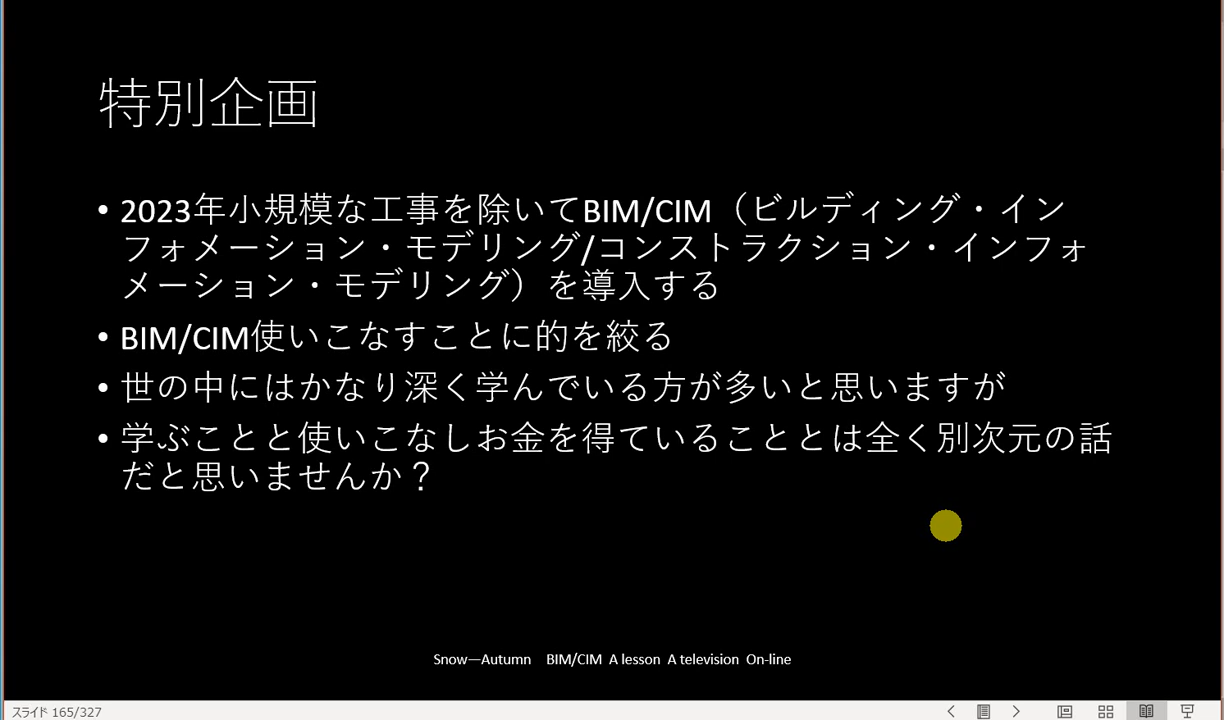 特別企画
• 2023年小規模な工事を除いてBIM/CIM（ビルディング・イン
フォメーション・モデリング/コンストラクション・インフォ
メーション・モデリング）を導入する
• BIM/CIM使いこなすことに的を絞る
• 世の中にはかなり深く学んでいる方が多いと思いますが
• 学ぶことと使いこなしお金を得ていることとは全く別次元の話
だと思いませんか？
Snow—Autumn BIM/CIM A lesson A television On-line
スライド 165/327